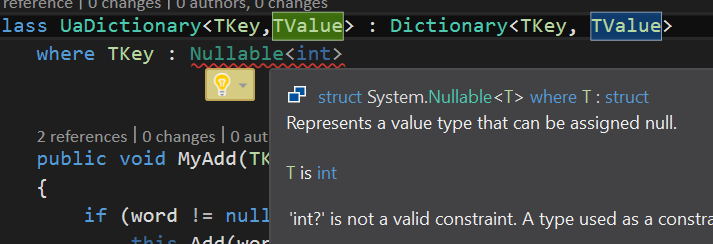 reference | 0 changes | 0 authors, 0 changes
lass UaDictionary<TKey,TValue> : Dictionary<TKey, TValue>
where TKey : Nullable<int>
struct System.Nullable<T> where T : struct
Represents a value type that can be assigned null.
2 references | 0 changes | 0 aut
T is int
public void MyAdd(TK
{
'int?' is not a valid constraint. A type used as a constra
if (word != null
this.Add(wor